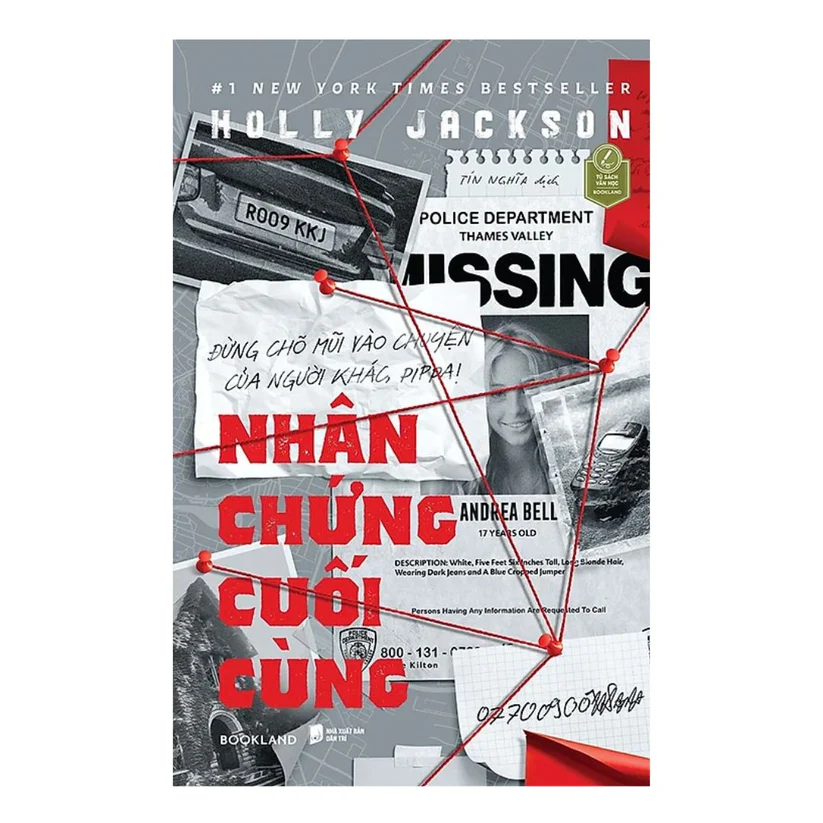 #1 NEW YORK TIMES BESTSELLER
HOLLY JACKSON
TÍN NGHĨA dịch
TỦ SÁCH
VĂN HỌC
BOOKLAND
R009 KKJ
POLICE DEPARTMENT
THAMES VALLEY
MISSING
ĐỪNG CHÕ MŨI VÀO CHUYỆN
CỦA NGƯỜI KHÁC, PIPPA!
NHÂN
CHỨNG
CUỐI
CÙNG
ANDREA BELL
17 YEARS OLD
DESCRIPTION: White, Five Feet Six Inches Tall, Long Blonde Hair,
Wearing Dark Jeans and A Blue Cropped Jumper
Persons Having Any Information Are Requested To Call
POLICE
DEPARTMENT
800 - 131 -
Kilton
07700900
BOOKLAND
NHÀ XUẤT BẢN
DÂN TRÍ